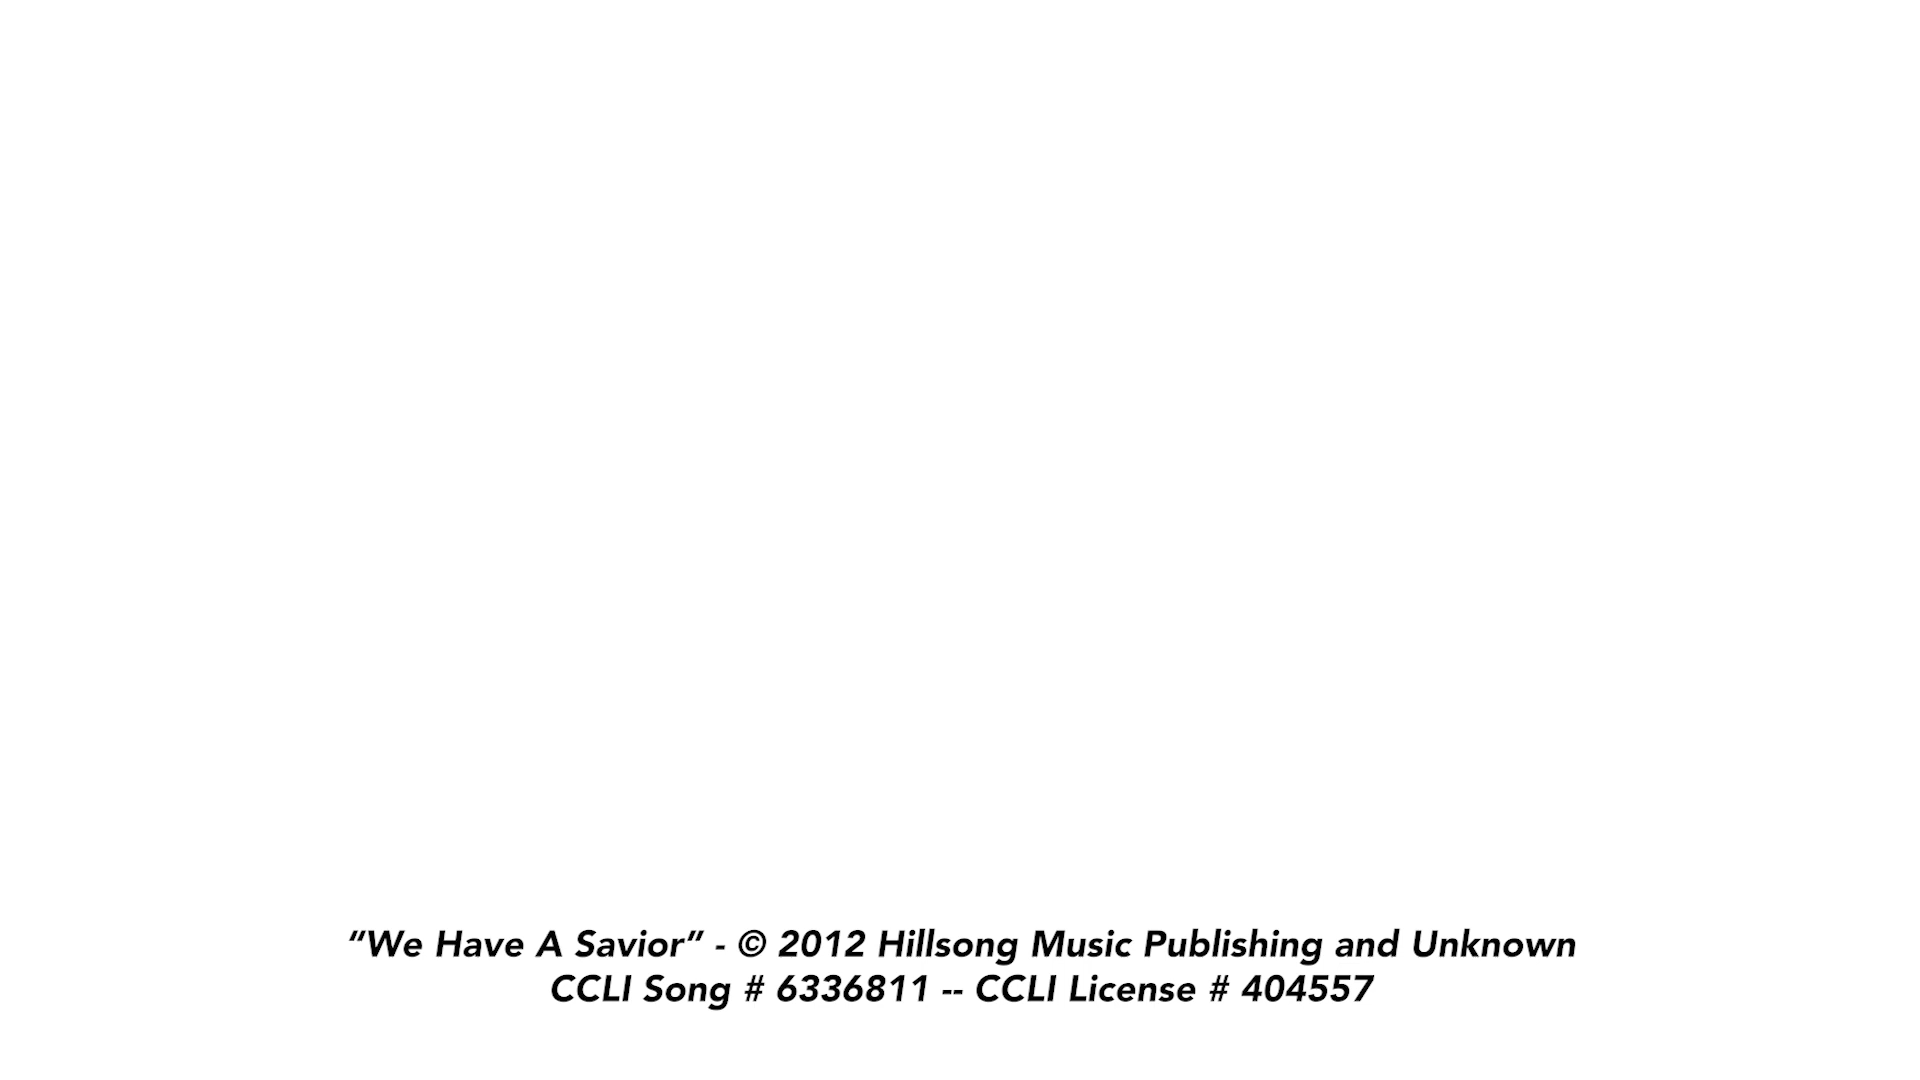 “We Have A Savior” - © 2012 Hillsong Music Publishing and Unknown
CCLI Song # 6336811 -- CCLI License # 404557